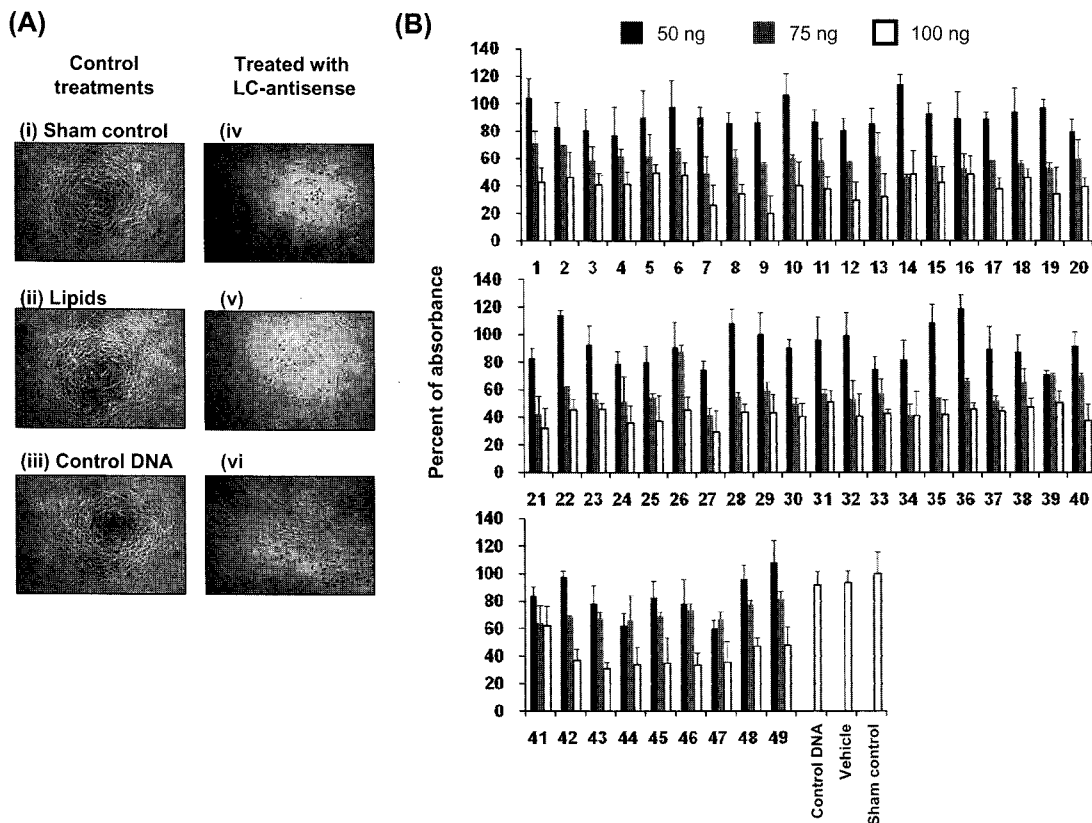 (A)
Control treatments
Treated with LC-antisense
(i) Sham control
(iv
(ii) Lipids
(v)
(iii) Control DNA
(vi
(B)
50 ng
75 ng
100 ng
Percent of absorbance
140
120
100
80
60
40
20
0
1 2 3 4 5 6 7 8 9 10 11 12 13 14 15 16 17 18 19 20
140
120
100
80
60
40
20
0
21 22 23 24 25 26 27 28 29 30 31 32 33 34 35 36 37 38 39 40
140
120
100
80
60
40
20
0
41 42 43 44 45 46 47 48 49
Control DNA
Vehicle
Sham control